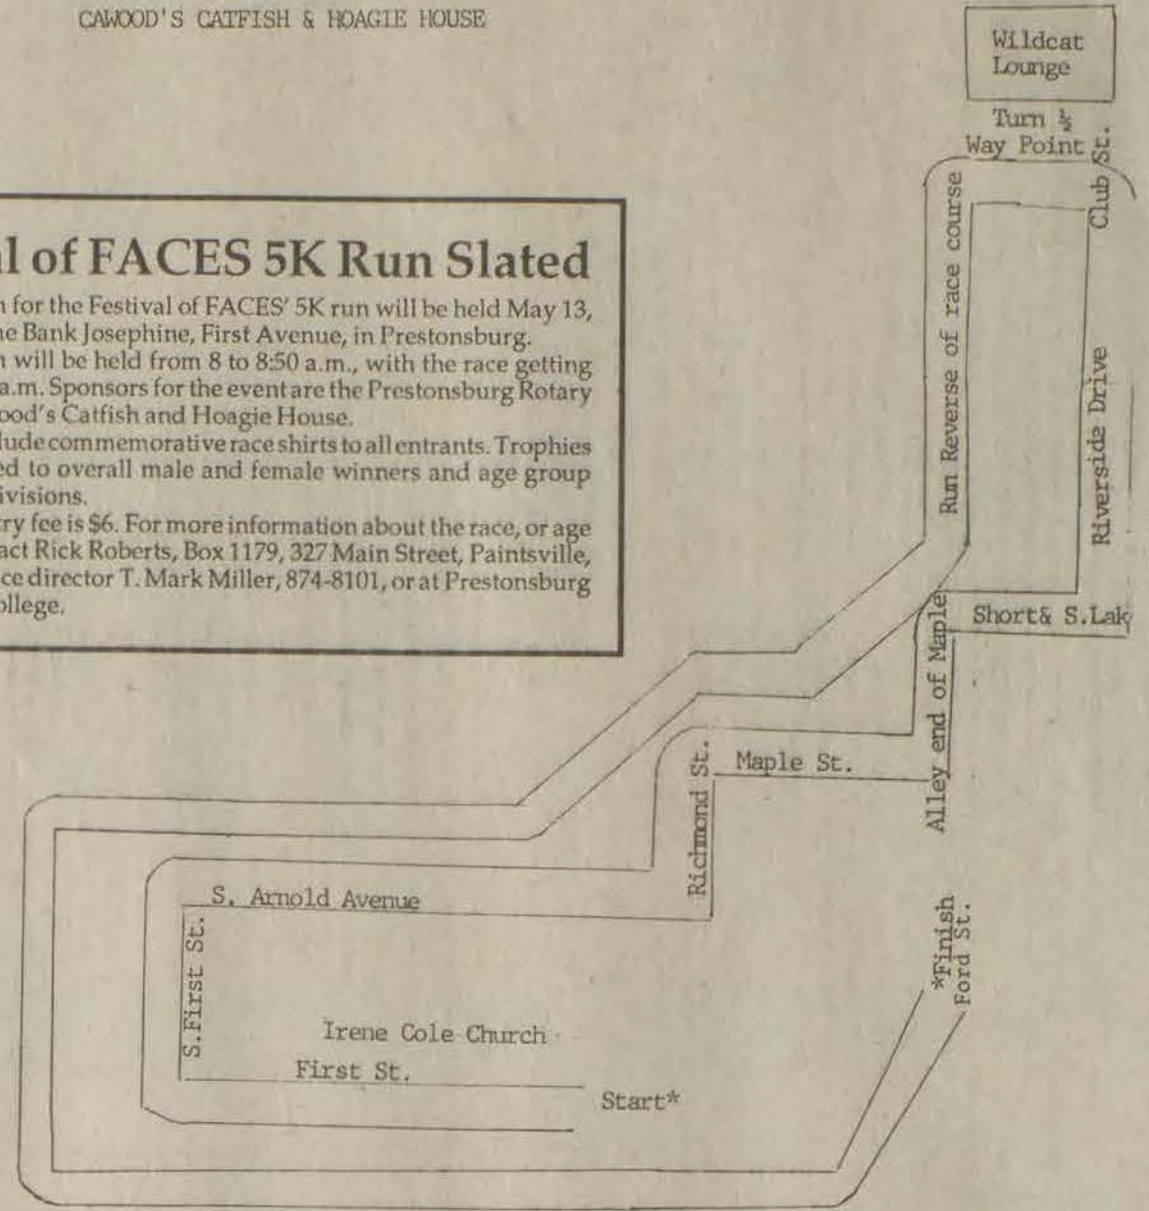 CAWOOD'S CATFISH & HOAGIE HOUSE
Wildcat
Lounge
Turn ½
Way Point
Club St.
Run Reverse of race course
Riverside Drive
l of FACES 5K Run Slated
n for the Festival of FACES' 5K run will be held May 13,
ne Bank Josephine, First Avenue, in Prestonsburg.
n will be held from 8 to 8:50 a.m., with the race getting
a.m. Sponsors for the event are the Prestonsburg Rotary
ood's Catfish and Hoagie House.
lude commemorative race shirts to all entrants. Trophies
ed to overall male and female winners and age group
ivisions.
try fee is $6. For more information about the race, or age
act Rick Roberts, Box 1179, 327 Main Street, Paintsville,
ce director T. Mark Miller, 874-8101, or at Prestonsburg
ollege.
Short& S.Lak
Alley end of Maple
Maple St.
Richmond St.
S. Arnold Avenue
S.First St.
*Finish
Ford St.
Irene Cole Church
First St.
Start*